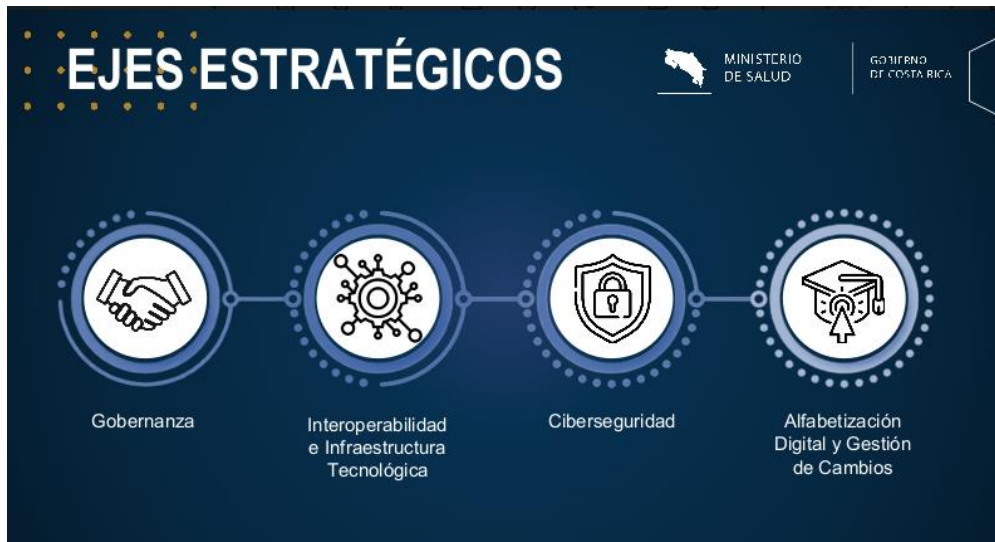 EJES ESTRATÉGICOS
MINISTERIO
DE SALUD
GOBIERNO
DE COSTA RICA
Gobernanza
Interoperabilidad
e Infraestructura
Tecnológica
Ciberseguridad
Alfabetización
Digital y Gestión
de Cambios